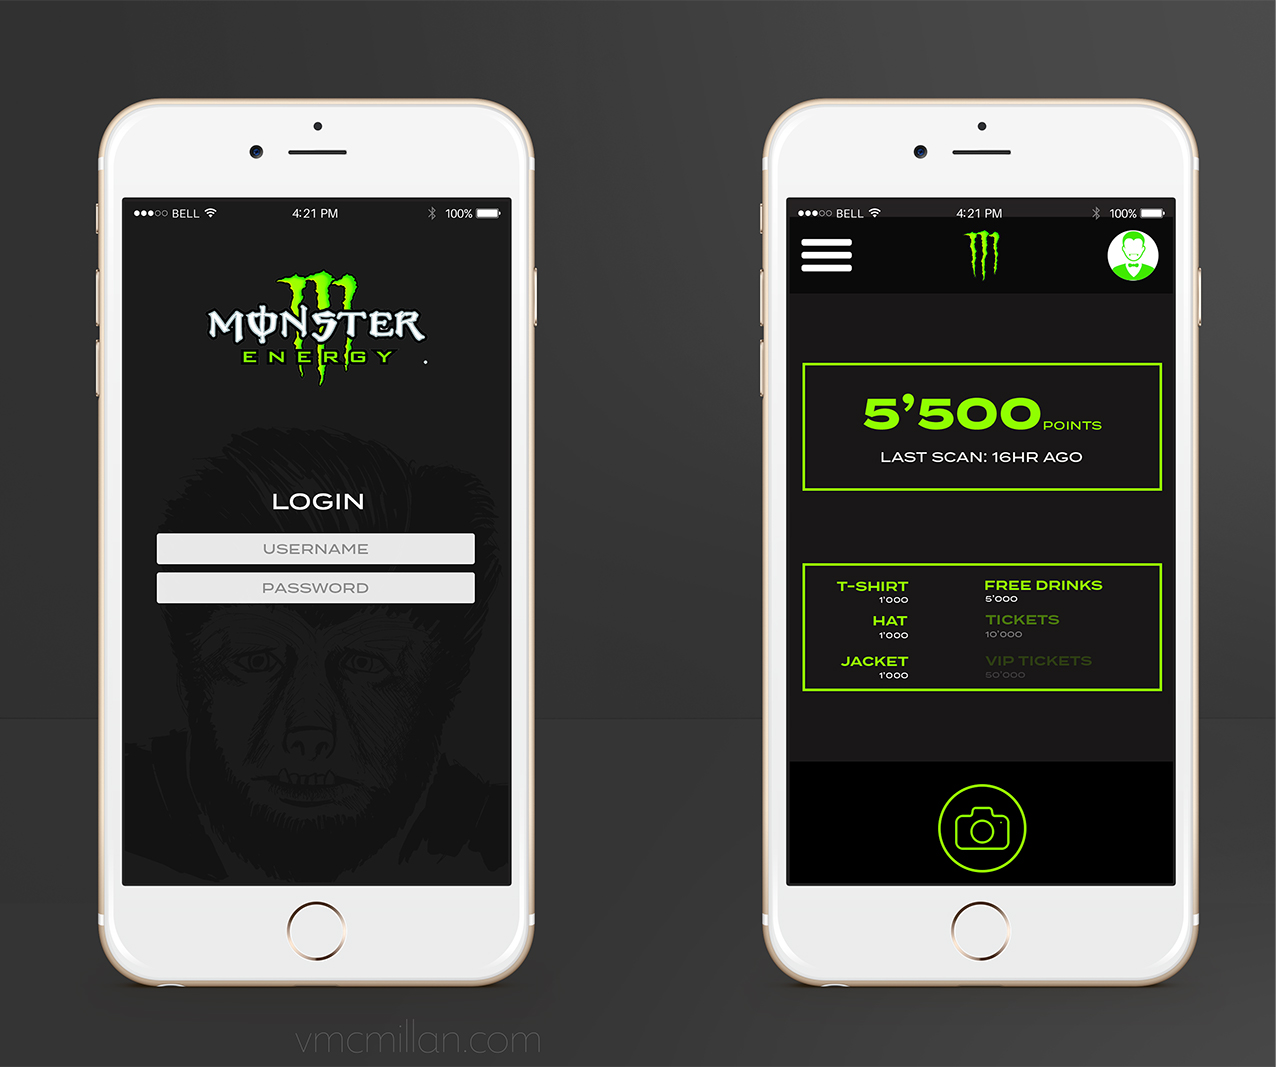 BELL 4:21 PM 100%
MONSTER
ENERGY
LOGIN
USERNAME
PASSWORD
BELL 4:21 PM 100%
5’500 POINTS
LAST SCAN: 16HR AGO
T-SHIRT FREE DRINKS
1’000 5’000
HAT TICKETS
1’000 10’000
JACKET VIP TICKETS
1’000 50’000
vmcmillan.com